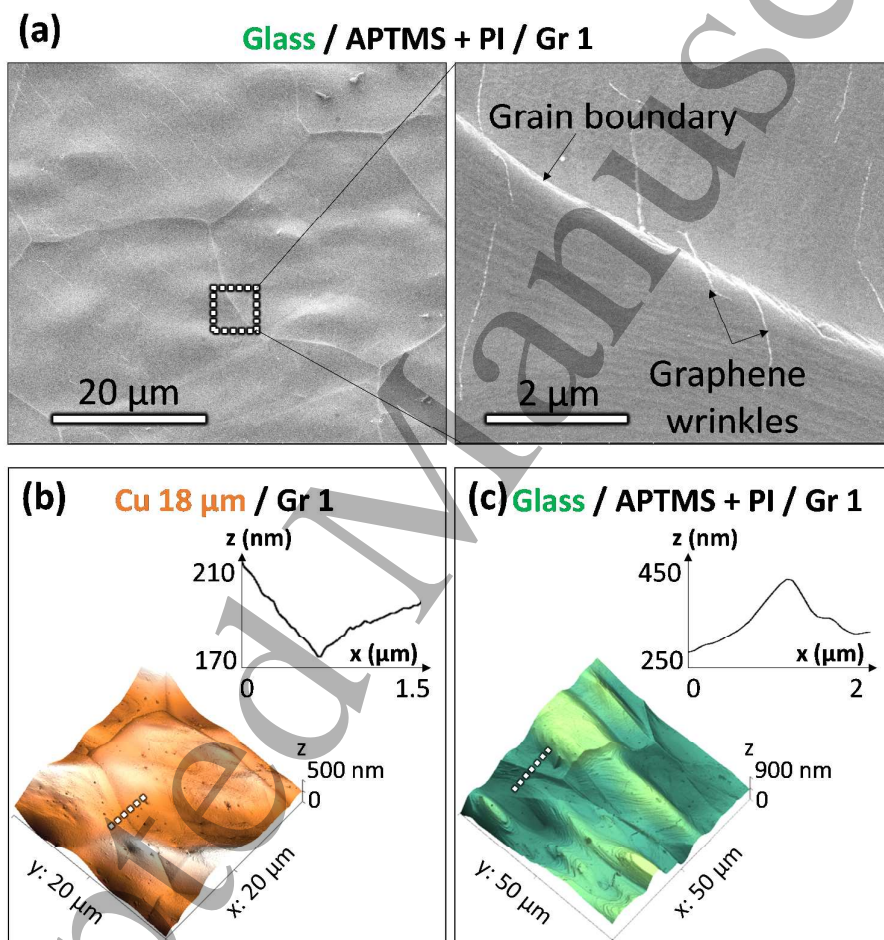 (a)
Glass / APTMS + PI / Gr 1
Grain boundary
Graphene
wrinkles
20 µm
2 µm
(b)
Cu 18 µm / Gr 1
z (nm)
210
170
x (µm)
0
1.5
z
500 nm
0
y: 20 µm
x: 20 µm
(c)
Glass / APTMS + PI / Gr 1
z (nm)
450
250
x (µm)
0
2
z
900 nm
0
y: 50 µm
x: 50 µm